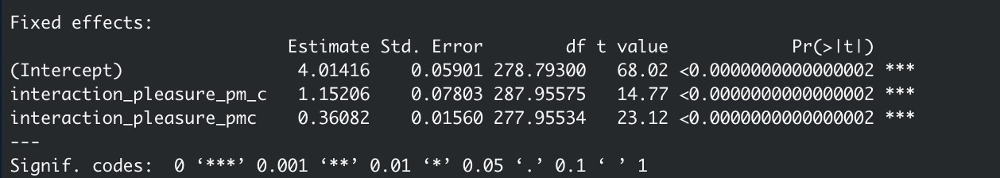 Fixed effects:
                        Estimate Std. Error        df t value            Pr(>|t|)
(Intercept)              4.01416    0.05901 278.79300   68.02 <0.0000000000000002 ***
interaction_pleasure_pm_c  1.15206    0.07803 287.95575   14.77 <0.0000000000000002 ***
interaction_pleasure_pmc   0.36082    0.01560 277.95534   23.12 <0.0000000000000002 ***
---
Signif. codes:  0 ‘***’ 0.001 ‘**’ 0.01 ‘*’ 0.05 ‘.’ 0.1 ‘ ’ 1